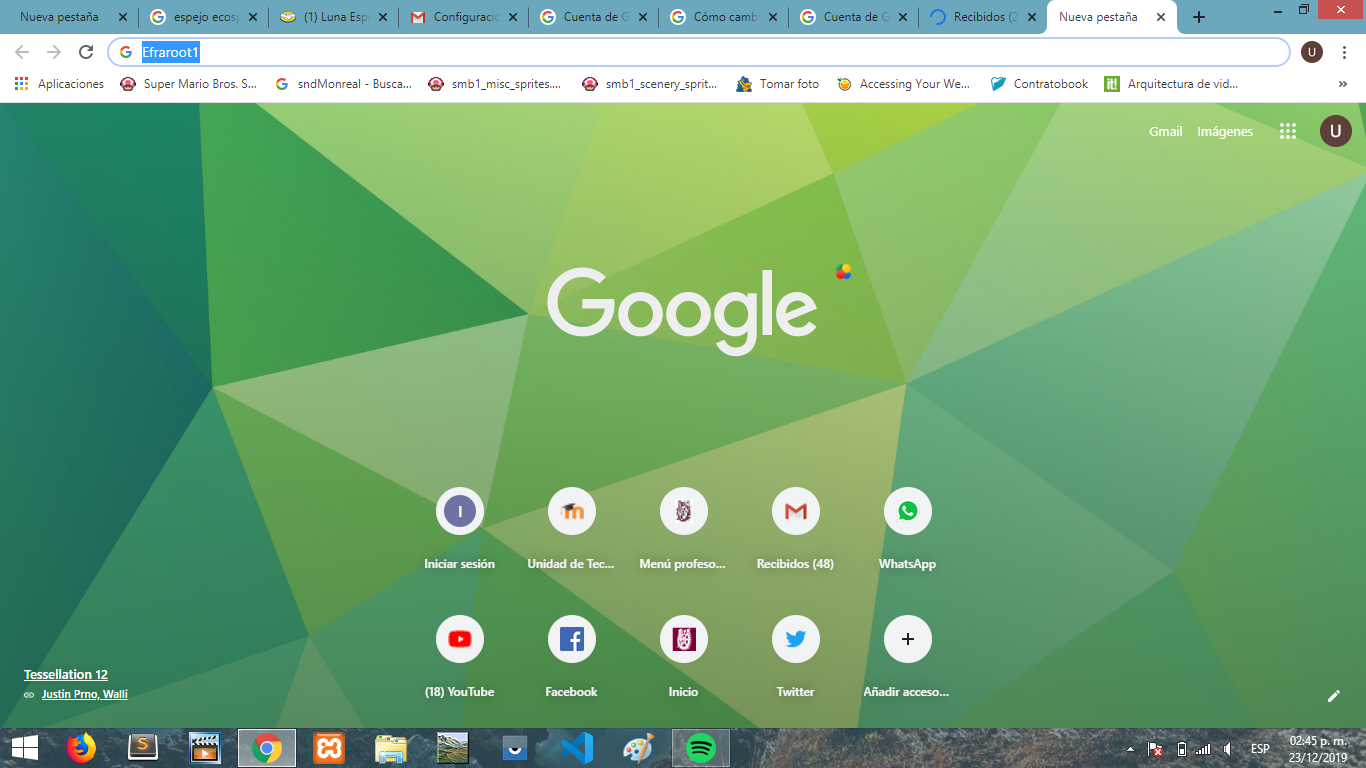 Nueva pestaña
espejo ecosp
(1) Luna Esp
Configuració
Cuenta de G
Cómo camb
Cuenta de G
Recibidos (2
Nueva pestaña
Efraroot1
U
Aplicaciones
Super Mario Bros. S...
sndMonreal - Busca...
smb1_misc_sprites....
smb1_scenery_sprit...
Tomar foto
Accessing Your We...
Contratobook
it!
Arquitectura de vid...
»
Gmail
Imágenes
U
Google
I
Iniciar sesión
Unidad de Tec...
Menú profeso...
Recibidos (48)
WhatsApp
(18) YouTube
Facebook
Inicio
Twitter
Añadir acceso...
Tessellation 12
Justin Prno, Walli
ESP
02:45 p. m.
23/12/2019